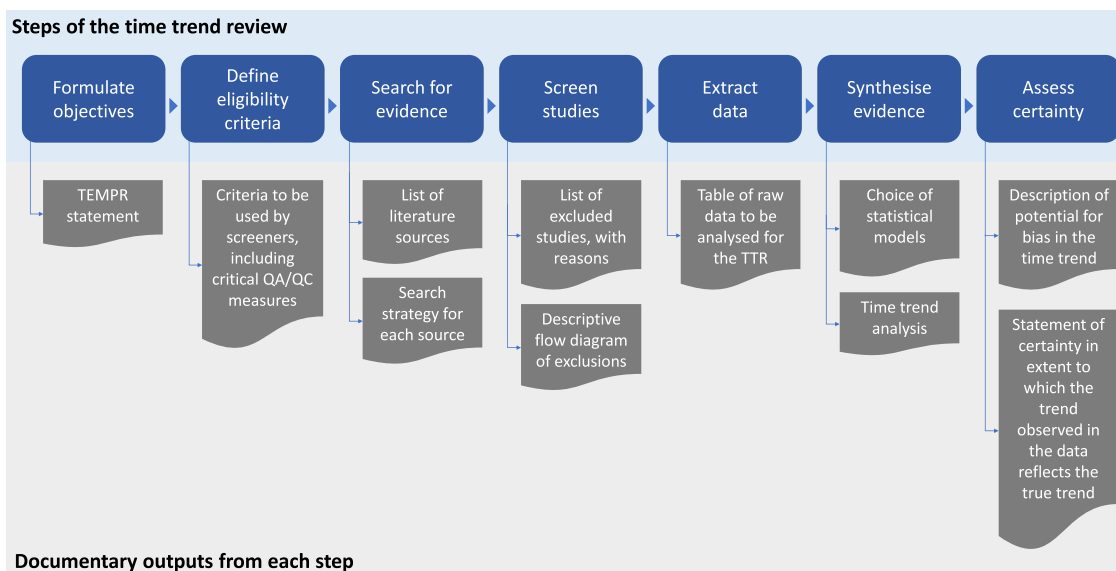 Steps of the time trend review
Formulate
objectives
Define
eligibility
criteria
Search for
evidence
Screen
studies
Extract
data
Synthesise
evidence
Assess
certainty
TEMPR
statement
Criteria to be
used by
screeners,
including
critical QA/QC
measures
List of
literature
sources
Search
strategy for
each source
List of
excluded
studies, with
reasons
Descriptive
flow diagram
of exclusions
Table of raw
data to be
analysed for
the TTR
Choice of
statistical
models
Time trend
analysis
Description of
potential for
bias in the
time trend
Statement of
certainty in
extent to
which the
trend
observed in
the data
reflects the
true trend
Documentary outputs from each step